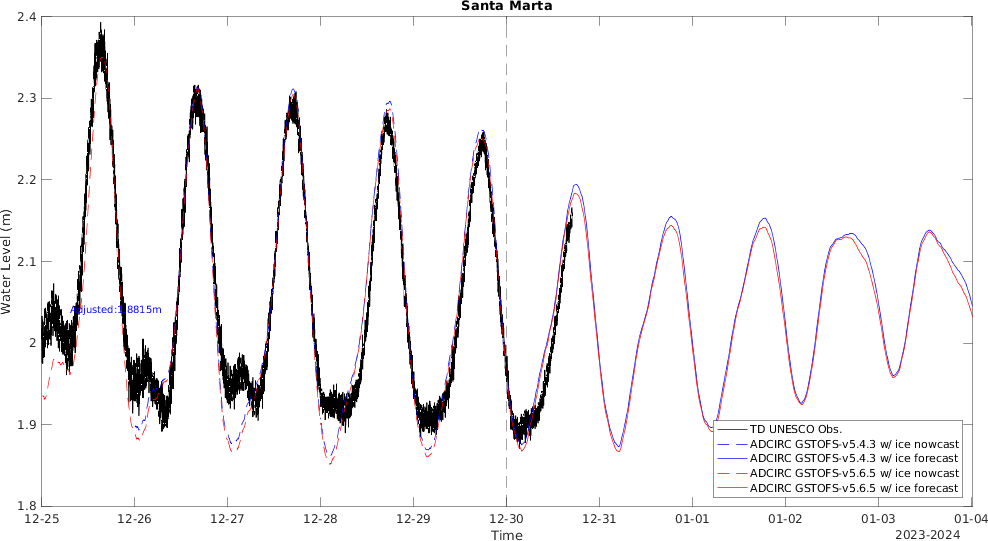 Santa Marta
2.4
2.3
2.2
2.1
2
1.9
1.8
Water Level (m)
Adjusted:1.8815m
TD UNESCO Obs.
ADCIRC GSTOFS-v5.4.3 w/ ice nowcast
ADCIRC GSTOFS-v5.4.3 w/ ice forecast
ADCIRC GSTOFS-v5.6.5 w/ ice nowcast
ADCIRC GSTOFS-v5.6.5 w/ ice forecast
12-25 12-26 12-27 12-28 12-29 12-30 12-31 01-01 01-02 01-03 01-04
Time
2023-2024